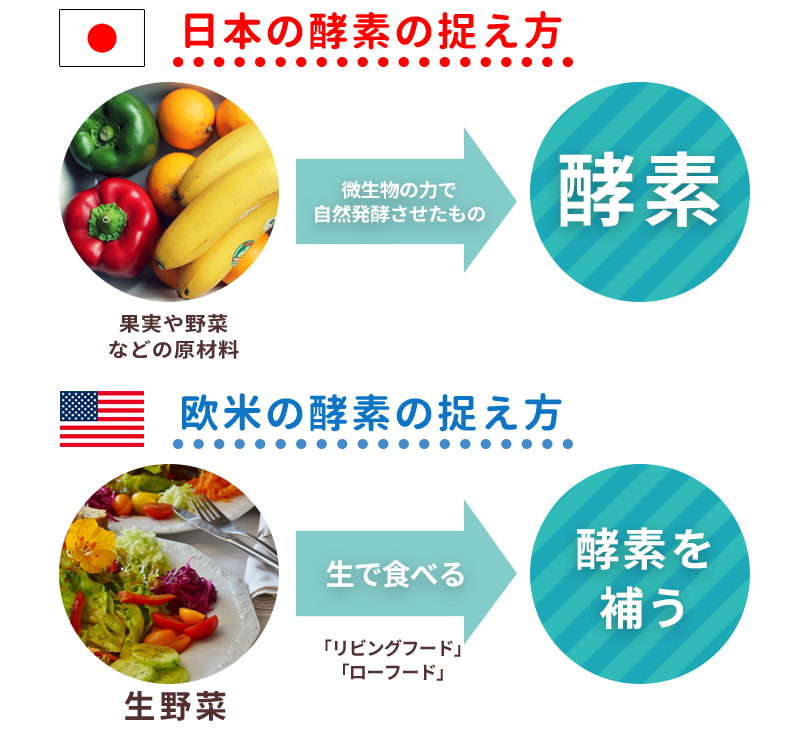 日本の酵素の捉え方
微生物の力で
自然発酵させたもの
酵素
果実や野菜
などの原材料
欧米の酵素の捉え方
生で食べる
酵素を
補う
「リビングフード」
「ローフード」
生野菜